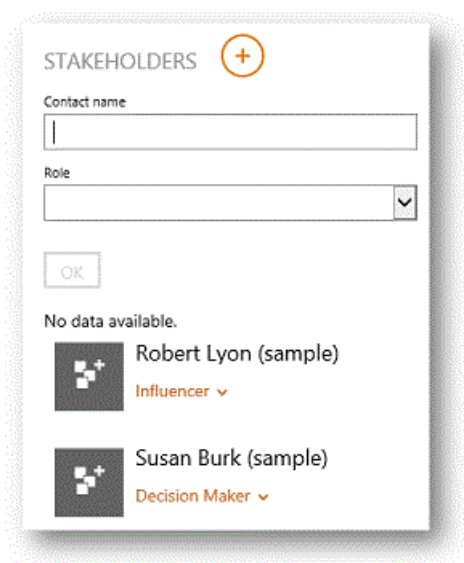 STAKEHOLDERS
Contact name
Role
OK
No data available.
Robert Lyon (sample)
Influencer
Susan Burk (sample)
Decision Maker